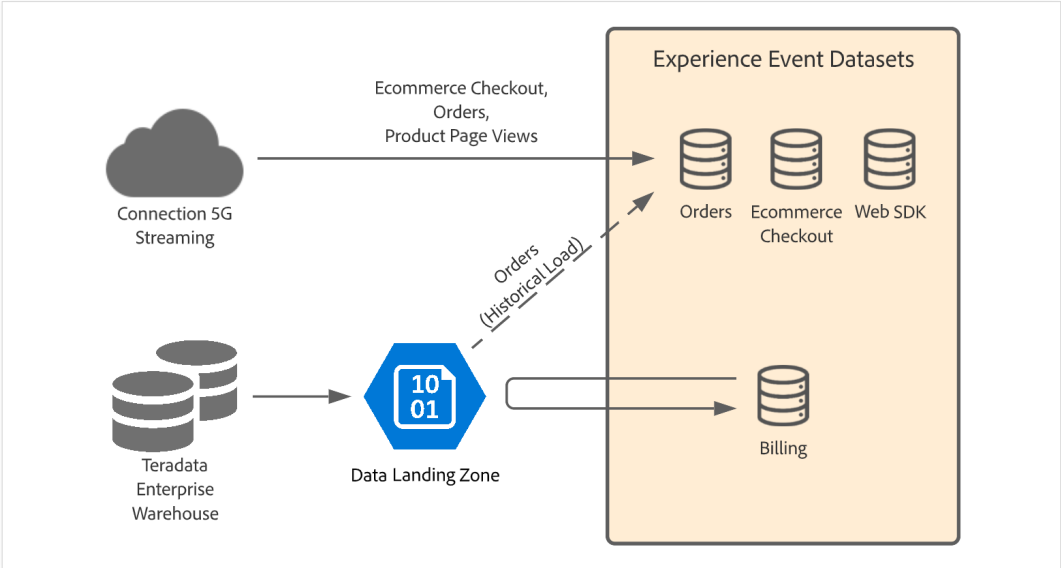 Experience Event Datasets
Ecommerce Checkout,
Orders,
Product Page Views
Connection 5G
Streaming
Orders
Ecommerce
Checkout
Web SDK
Orders
(Historical Load)
10
01
Data Landing Zone
Teradata
Enterprise
Warehouse
Billing